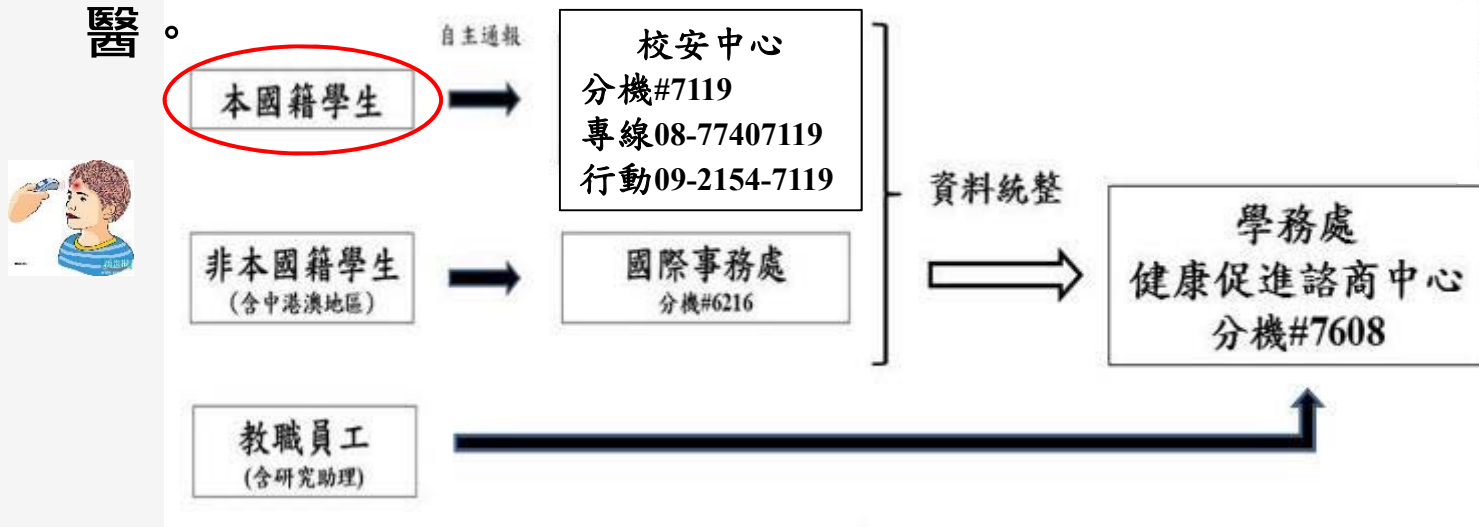 醫。
自主通報
本國籍學生
校安中心
分機#7119
專線08-77407119
行動09-2154-7119
資料統整
非本國籍學生
(含中港澳地區)
國際事務處
分機#6216
學務處
健康促進諮商中心
分機#7608
教職員工
(含研究助理)